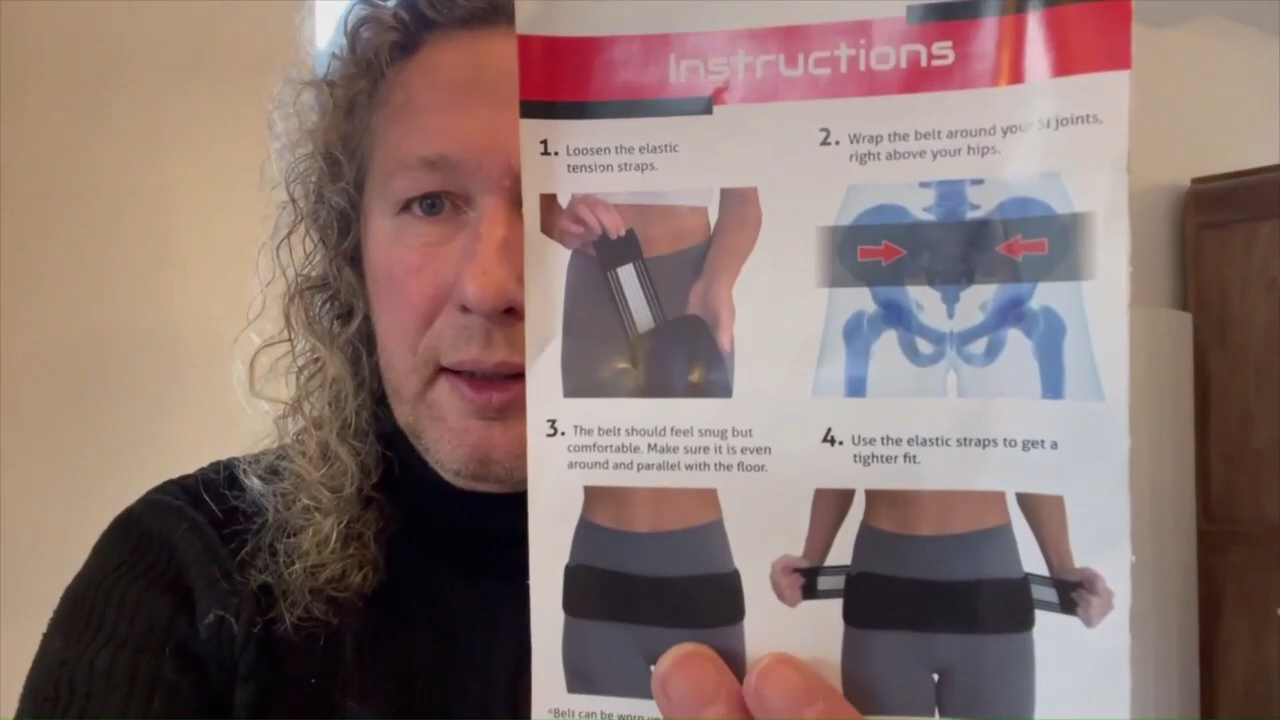 Instructions
1. Loosen the elastic
tension straps.
2. Wrap the belt around your SI joints,
right above your hips.
3. The belt should feel snug but
comfortable. Make sure it is even
around and parallel with the floor.
4. Use the elastic straps to get a
tighter fit.
*Belt can be worn